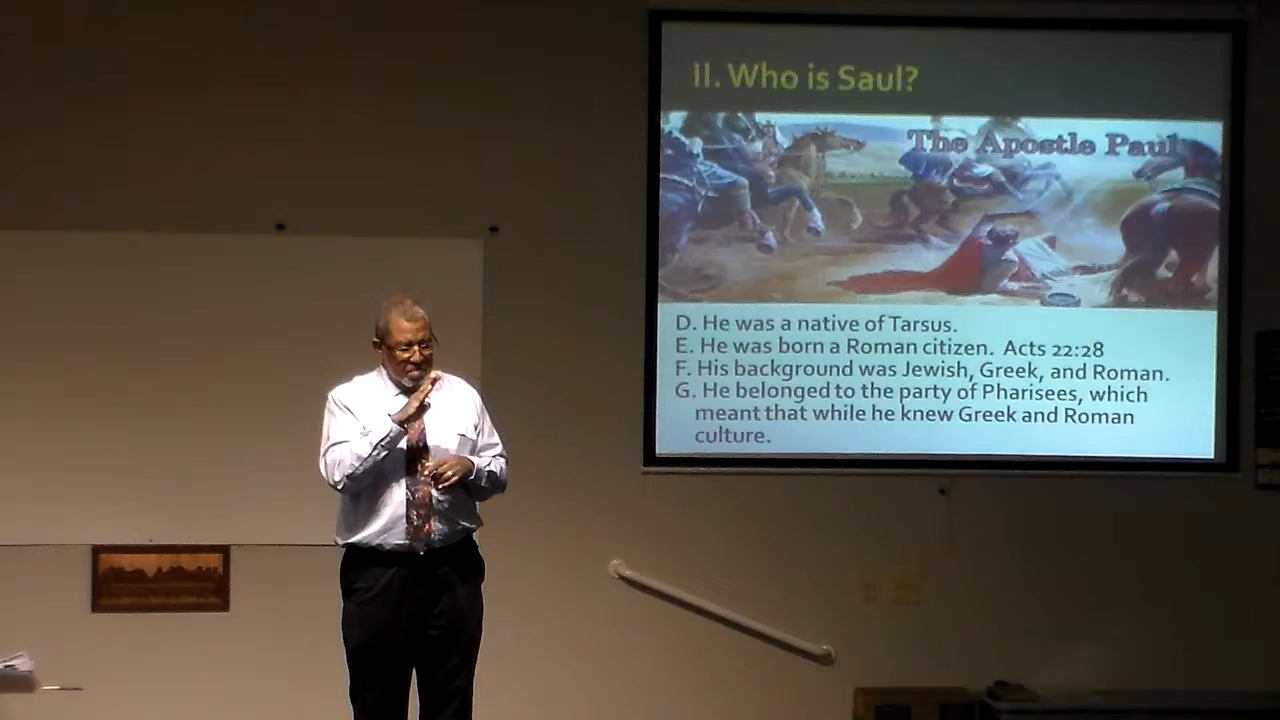 II. Who is Saul?
The Apostle Paul
D. He was a native of Tarsus.
E. He was born a Roman citizen.  Acts 22:28
F. His background was Jewish, Greek, and Roman.
G. He belonged to the party of Pharisees, which
meant that while he knew Greek and Roman
culture.